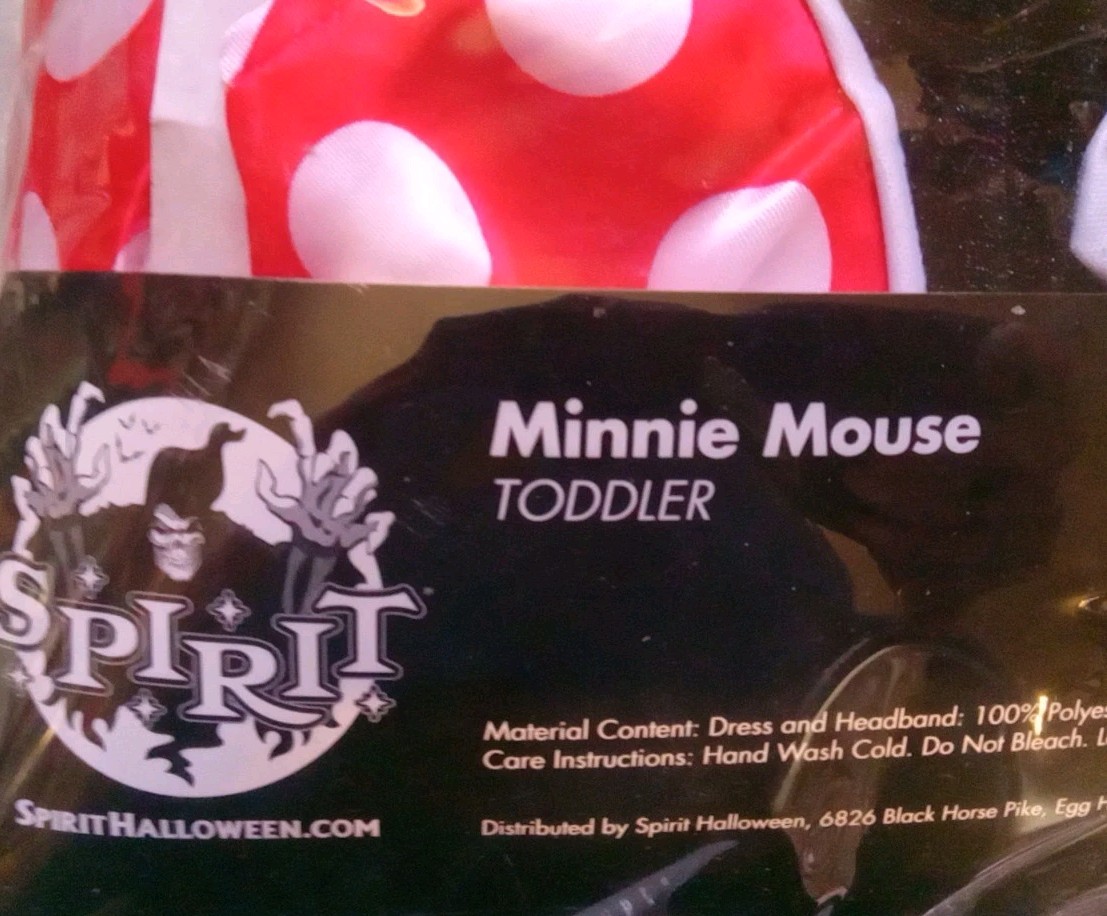 Minnie Mouse
TODDLER
SPIRIT
Material Content: Dress and Headband: 100% Polyes
Care Instructions: Hand Wash Cold. Do Not Bleach. L
SPIRITHALLOWEEN.COM
Distributed by Spirit Halloween, 6826 Black Horse Pike, Egg H